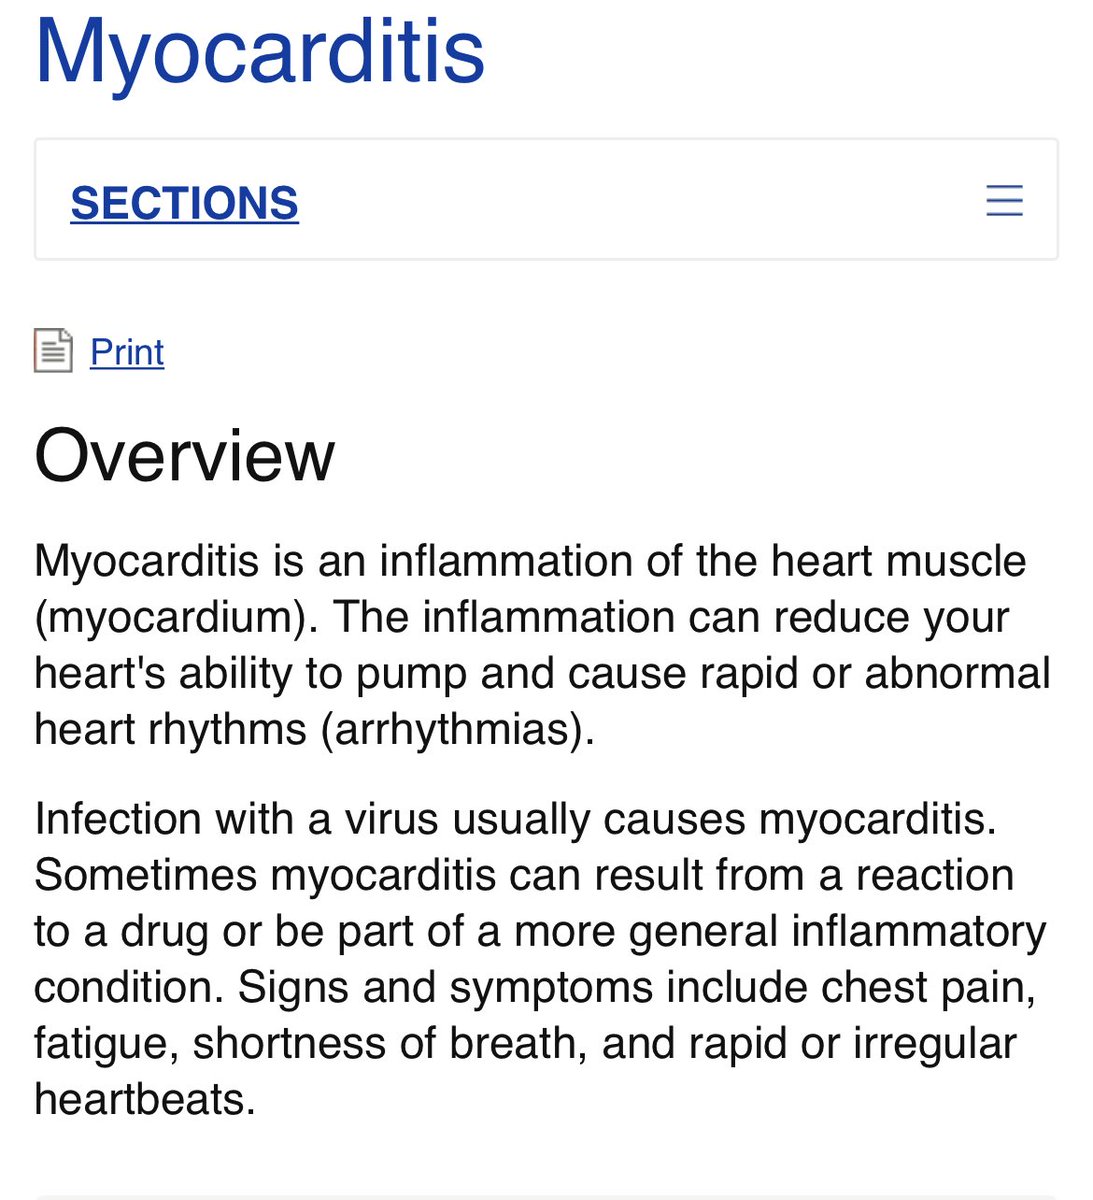 Myocarditis
SECTIONS
Print
Overview
Myocarditis is an inflammation of the heart muscle
(myocardium). The inflammation can reduce your
heart's ability to pump and cause rapid or abnormal
heart rhythms (arrhythmias).
Infection with a virus usually causes myocarditis.
Sometimes myocarditis can result from a reaction
to a drug or be part of a more general inflammatory
condition. Signs and symptoms include chest pain,
fatigue, shortness of breath, and rapid or irregular
heartbeats.